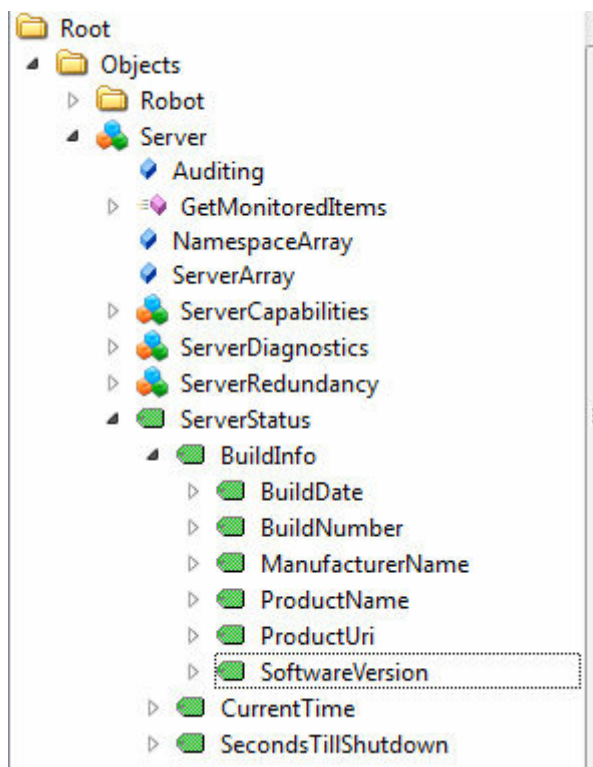 Root
Objects
Robot
Server
Auditing
GetMonitoredItems
NamespaceArray
ServerArray
ServerCapabilities
ServerDiagnostics
ServerRedundancy
ServerStatus
BuildInfo
BuildDate
BuildNumber
ManufacturerName
ProductName
ProductUri
SoftwareVersion
CurrentTime
SecondsTillShutdown